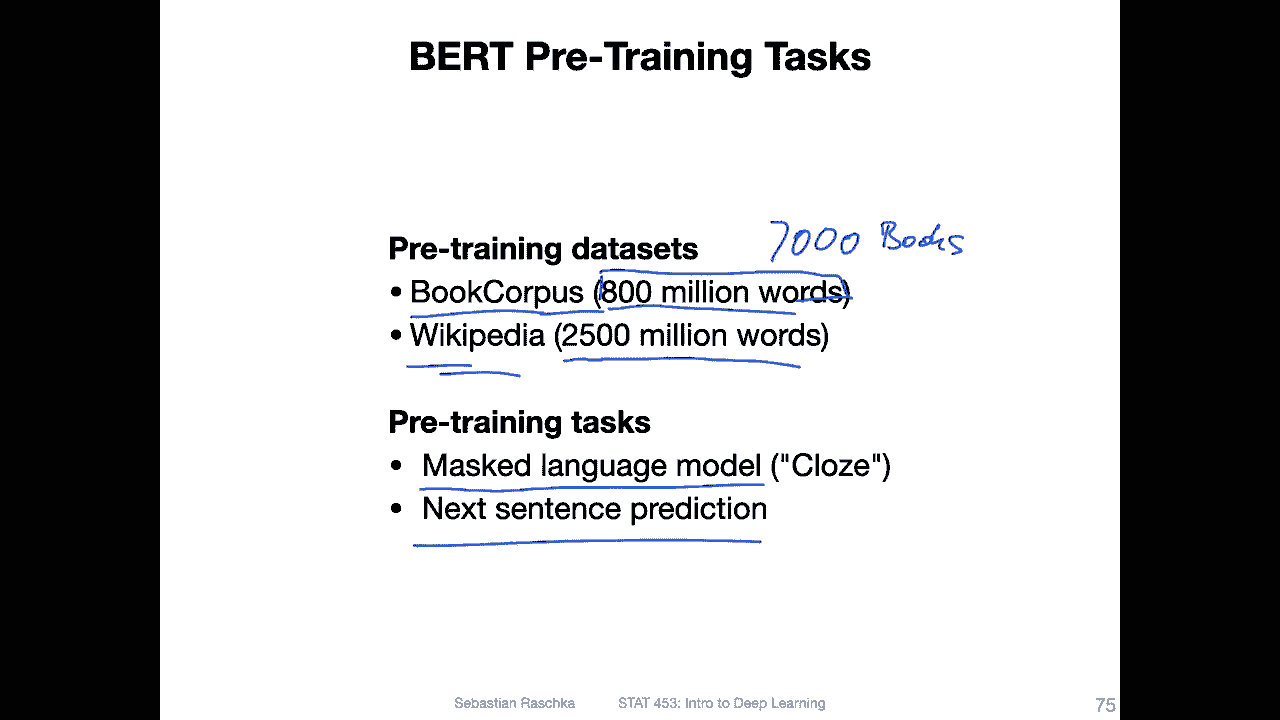 BERT Pre-Training Tasks
7000 Books
Pre-training datasets
• BookCorpus (800 million words)
• Wikipedia (2500 million words)
Pre-training tasks
• Masked language model ("Cloze")
• Next sentence prediction
Sebastian Raschka STAT 453: Intro to Deep Learning 75